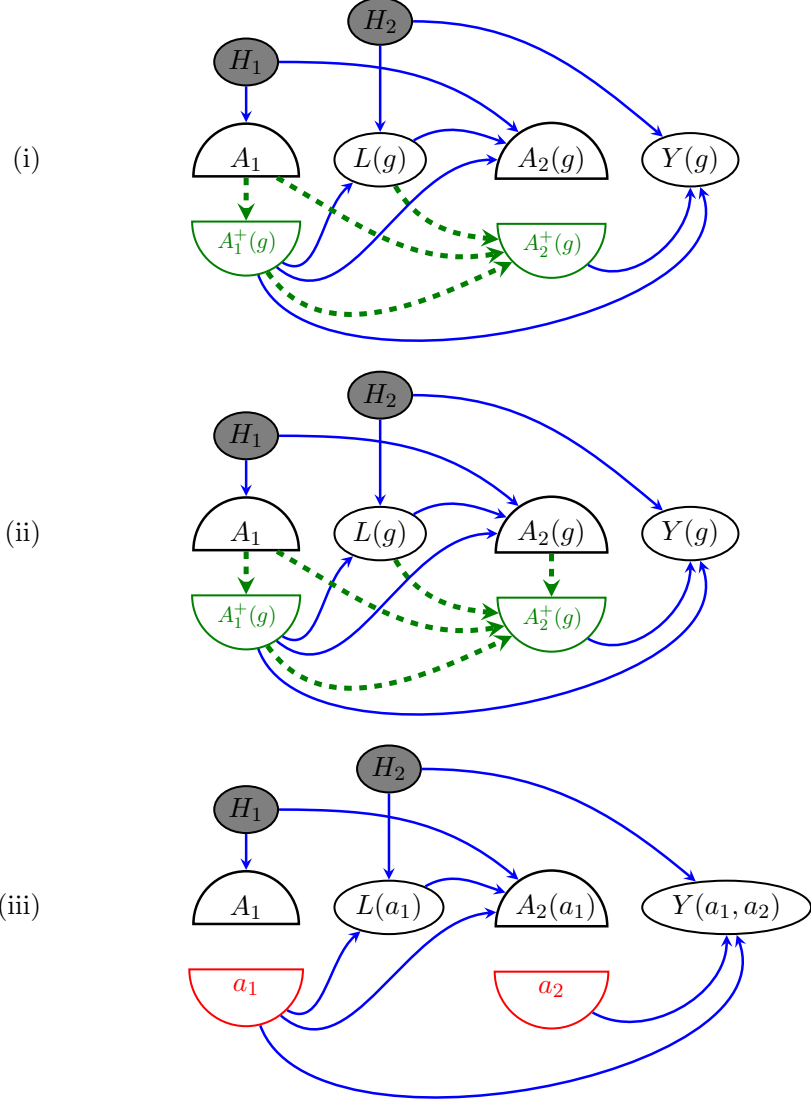 H₂
H₁
(i) A₁ L(g) A₂(g) Y(g)
A₁⁺(g) A₂⁺(g)
H₂
H₁
(ii) A₁ L(g) A₂(g) Y(g)
A₁⁺(g) A₂⁺(g)
H₂
H₁
(iii) A₁ L(a₁) A₂(a₁) Y(a₁, a₂)
a₁ a₂